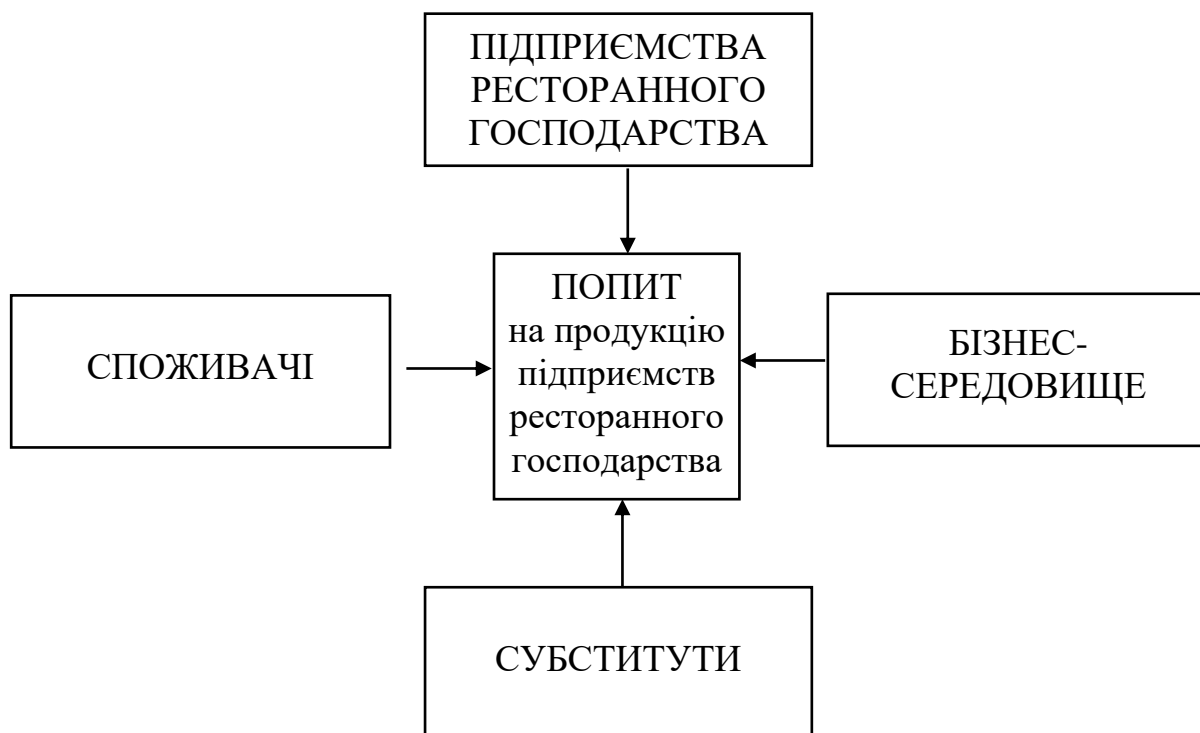 ПІДПРИЄМСТВА
РЕСТОРАННОГО
ГОСПОДАРСТВА
СПОЖИВАЧІ
ПОПИТ
на продукцію
підприємств
ресторанного
господарства
БІЗНЕС-
СЕРЕДОВИЩЕ
СУБСТИТУТИ